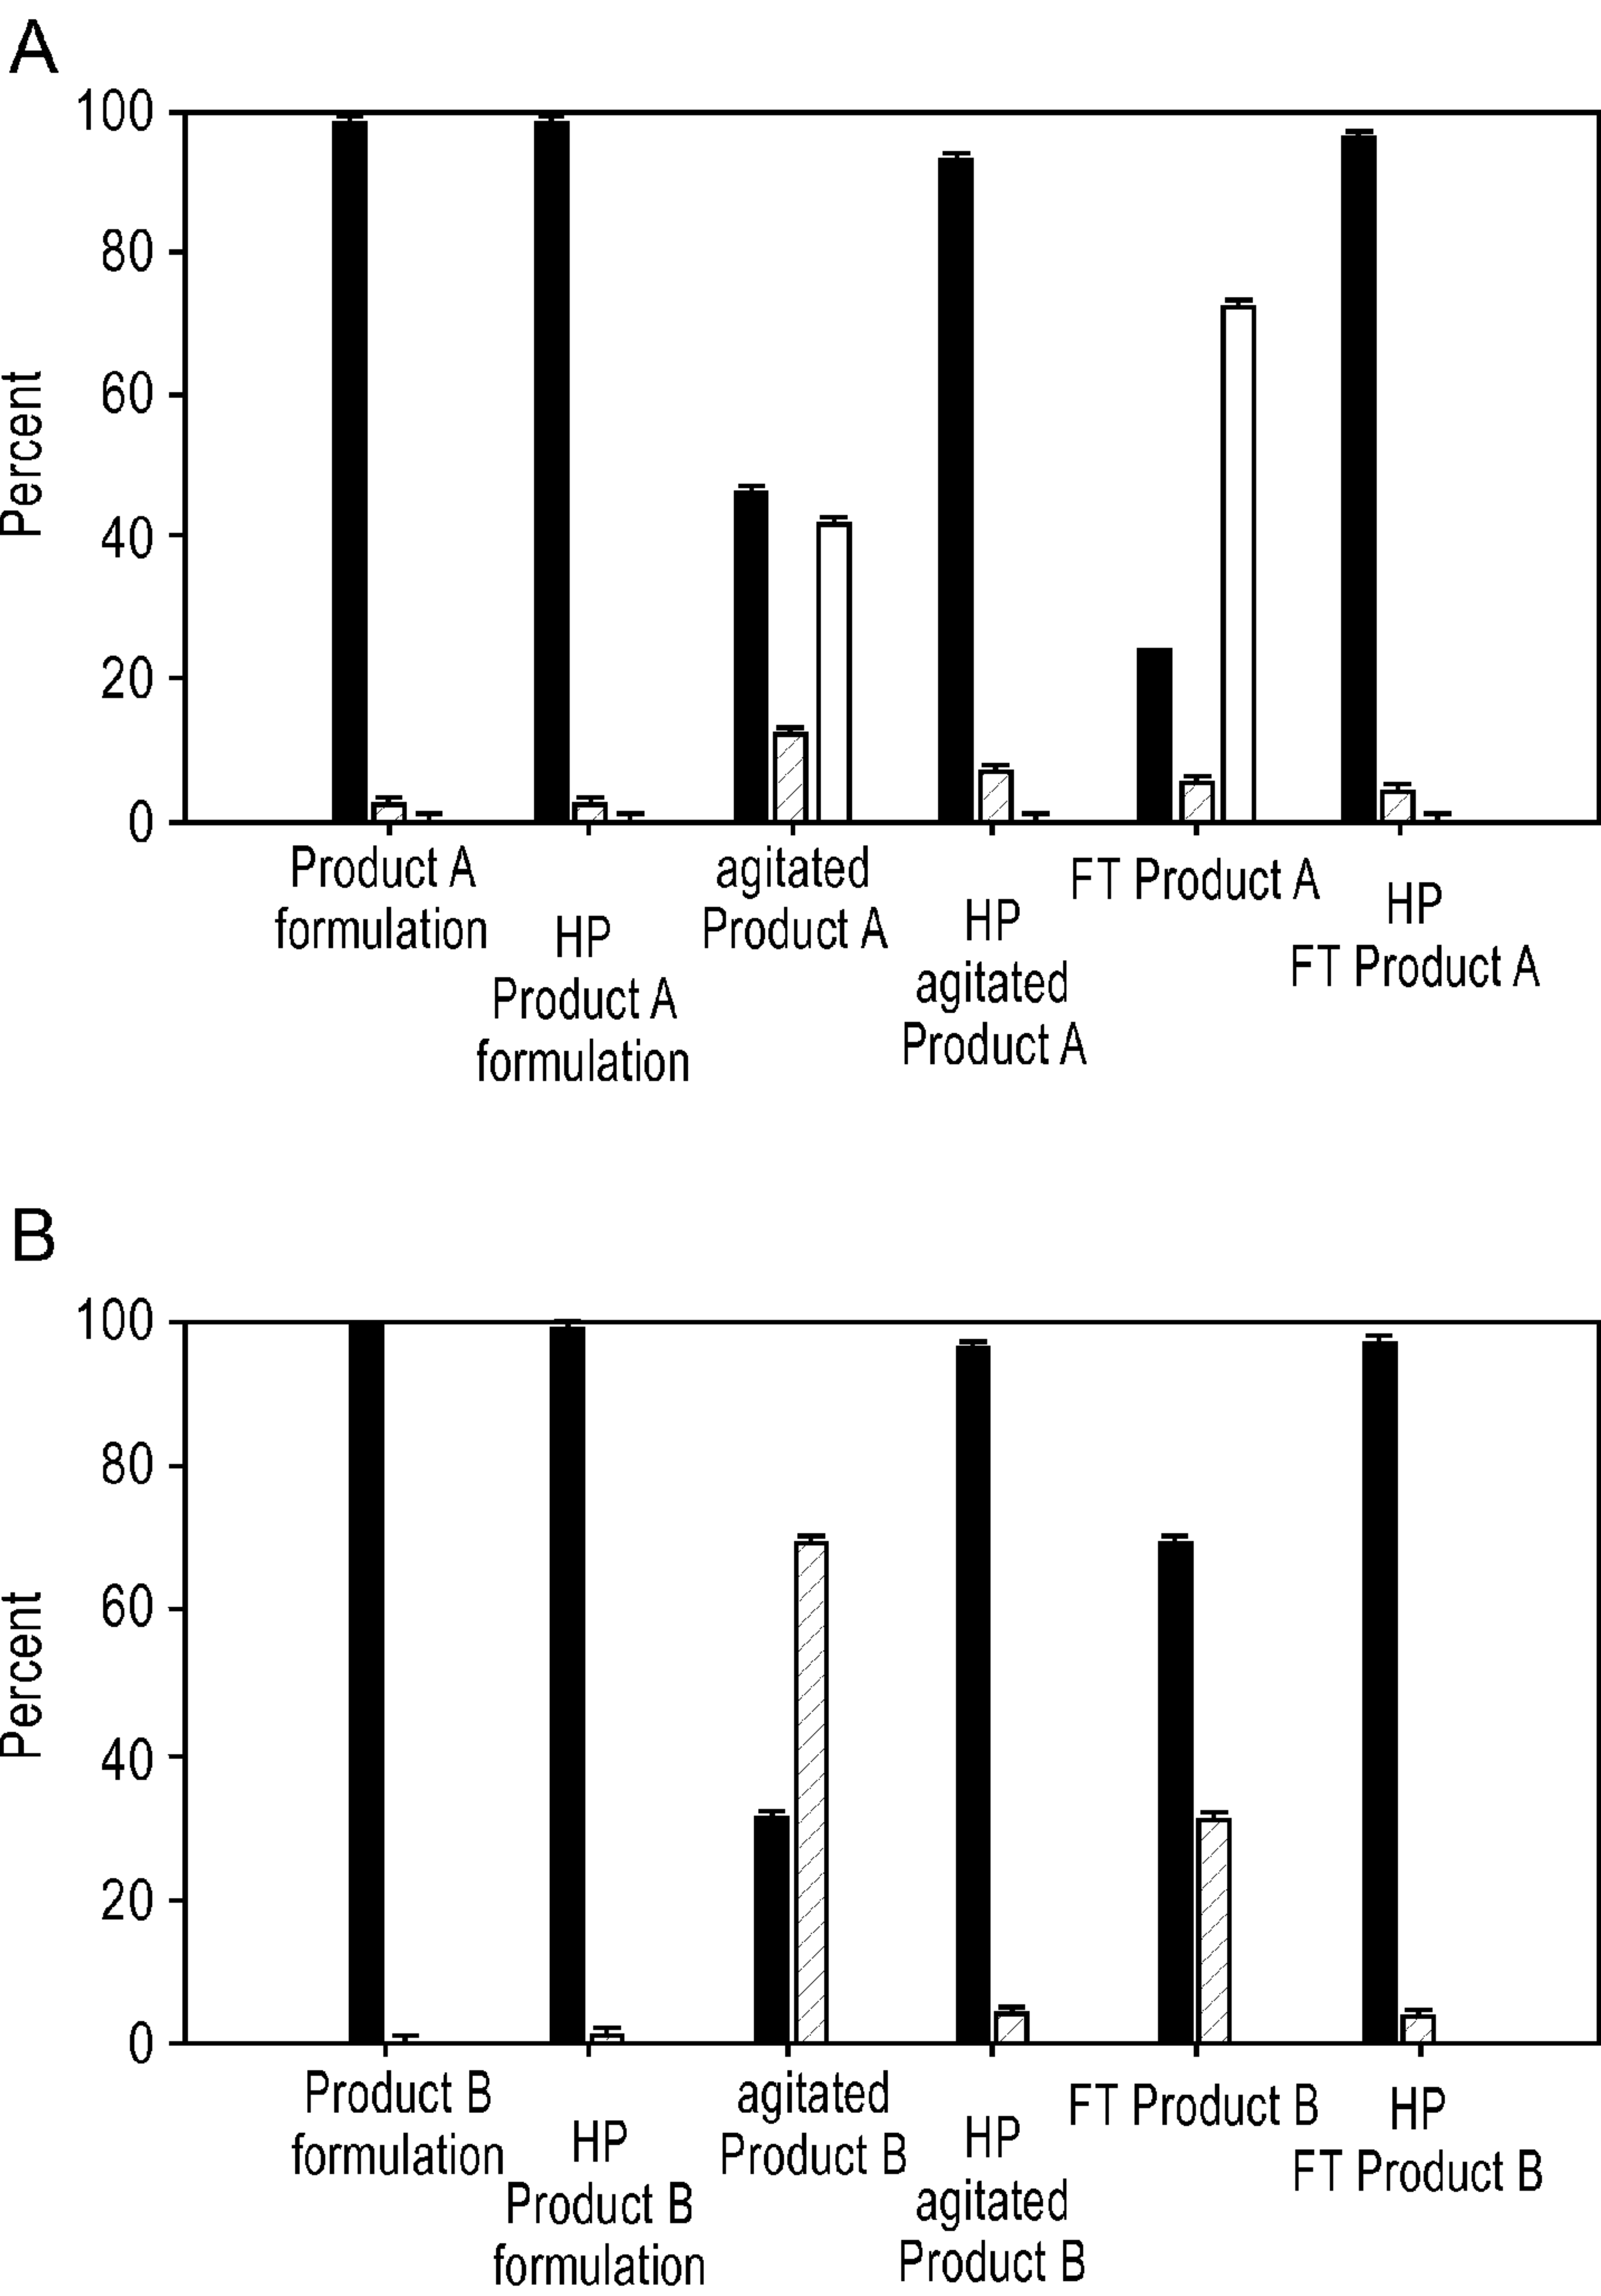 A
100
80
60
40
20
0
Percent
Product A
formulation
HP
Product A
formulation
agitated
Product A
HP
agitated
Product A
FT Product A
HP
FT Product A
B
100
80
60
40
20
0
Percent
Product B
formulation
HP
Product B
formulation
agitated
Product B
HP
agitated
Product B
FT Product B
HP
FT Product B